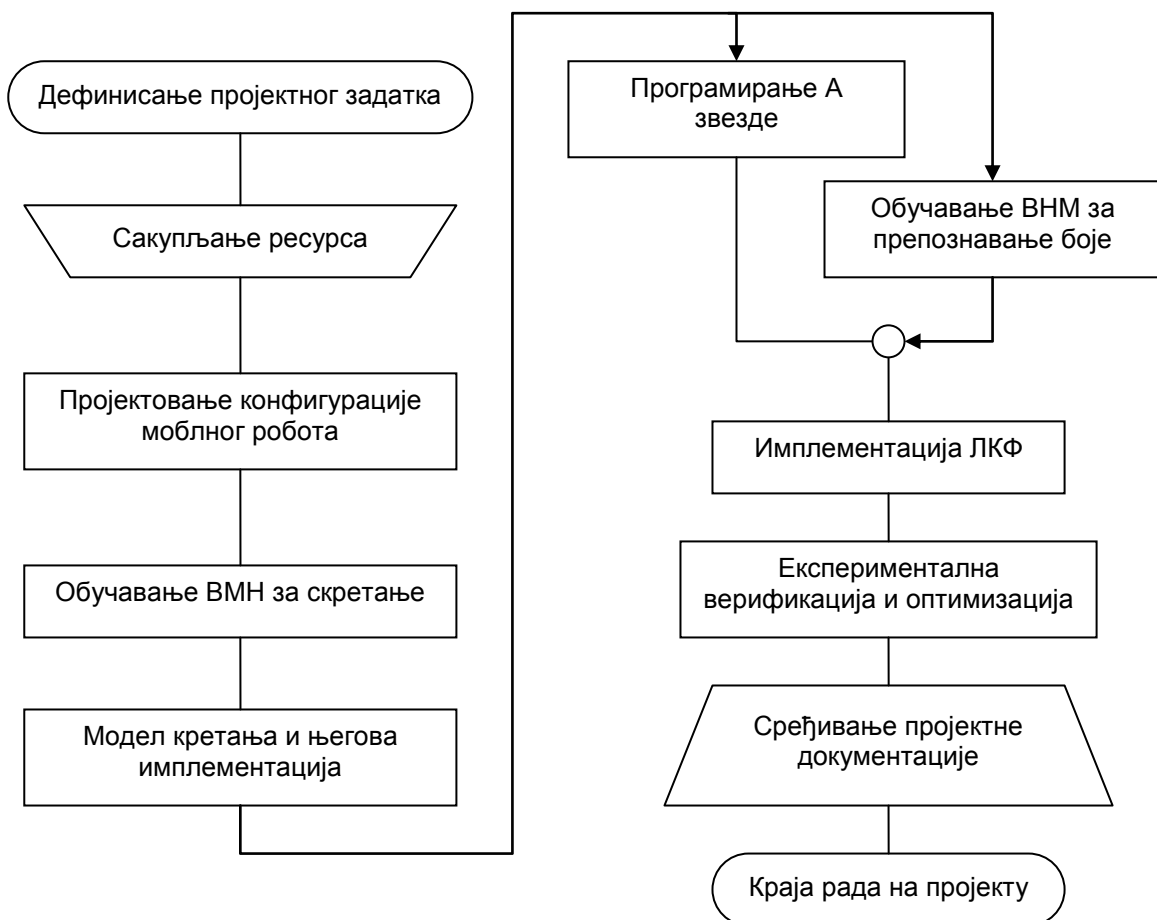 Дефинисање пројектног задатка
Сакупљање ресурса
Пројектовање конфигурације
моблног робота
Обучавање ВМН за скретање
Модел кретања и његова
имплементација
Програмирање А
звезде
Обучавање ВНМ за
препознавање боје
Имплементација ЛКФ
Експериментална
верификација и оптимизација
Сређивање пројектне
документације
Краја рада на пројекту